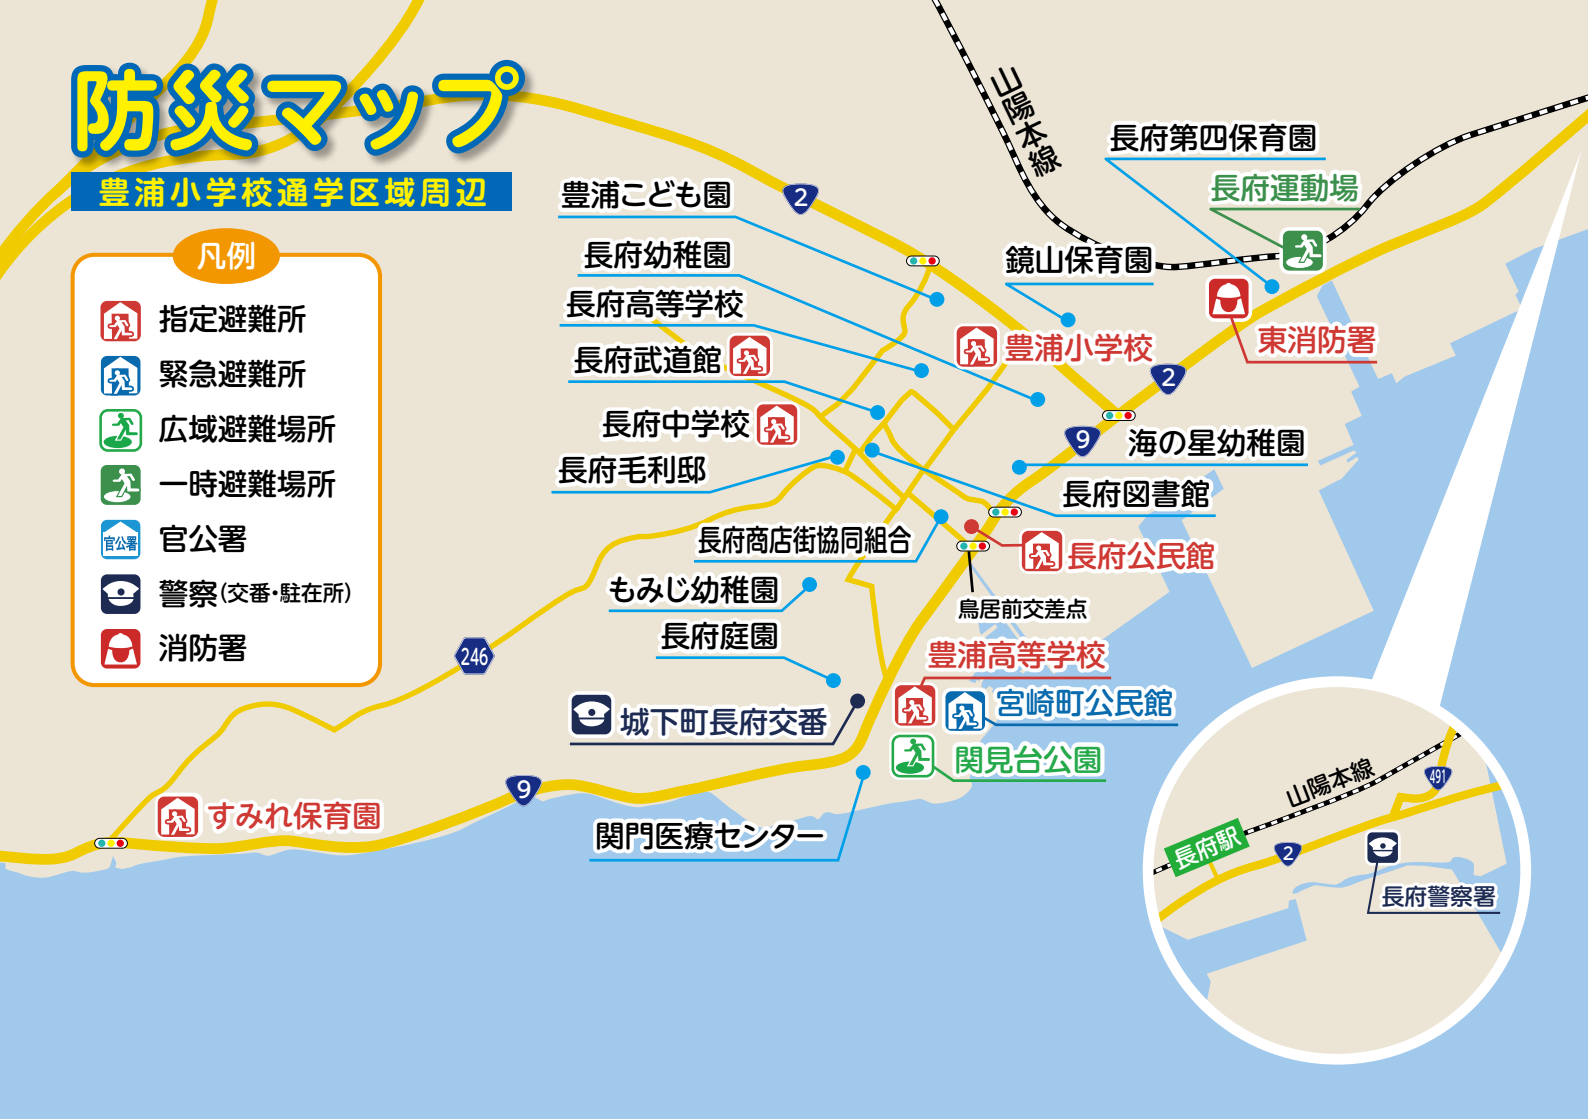 防災マップ
豊浦小学校通学区域周辺
凡例
指定避難所
緊急避難所
広域避難場所
一時避難場所
官公署
官公署
警察(交番・駐在所)
消防署
山陽本線
長府第四保育園
長府運動場
豊浦こども園
2
長府幼稚園
鏡山保育園
長府高等学校
東消防署
長府武道館
豊浦小学校
2
長府中学校
9
海の星幼稚園
長府毛利邸
長府図書館
長府商店街協同組合
長府公民館
もみじ幼稚園
鳥居前交差点
長府庭園
豊浦高等学校
246
城下町長府交番
宮崎町公民館
関見台公園
9
すみれ保育園
関門医療センター
山陽本線
491
長府駅
2
長府警察署